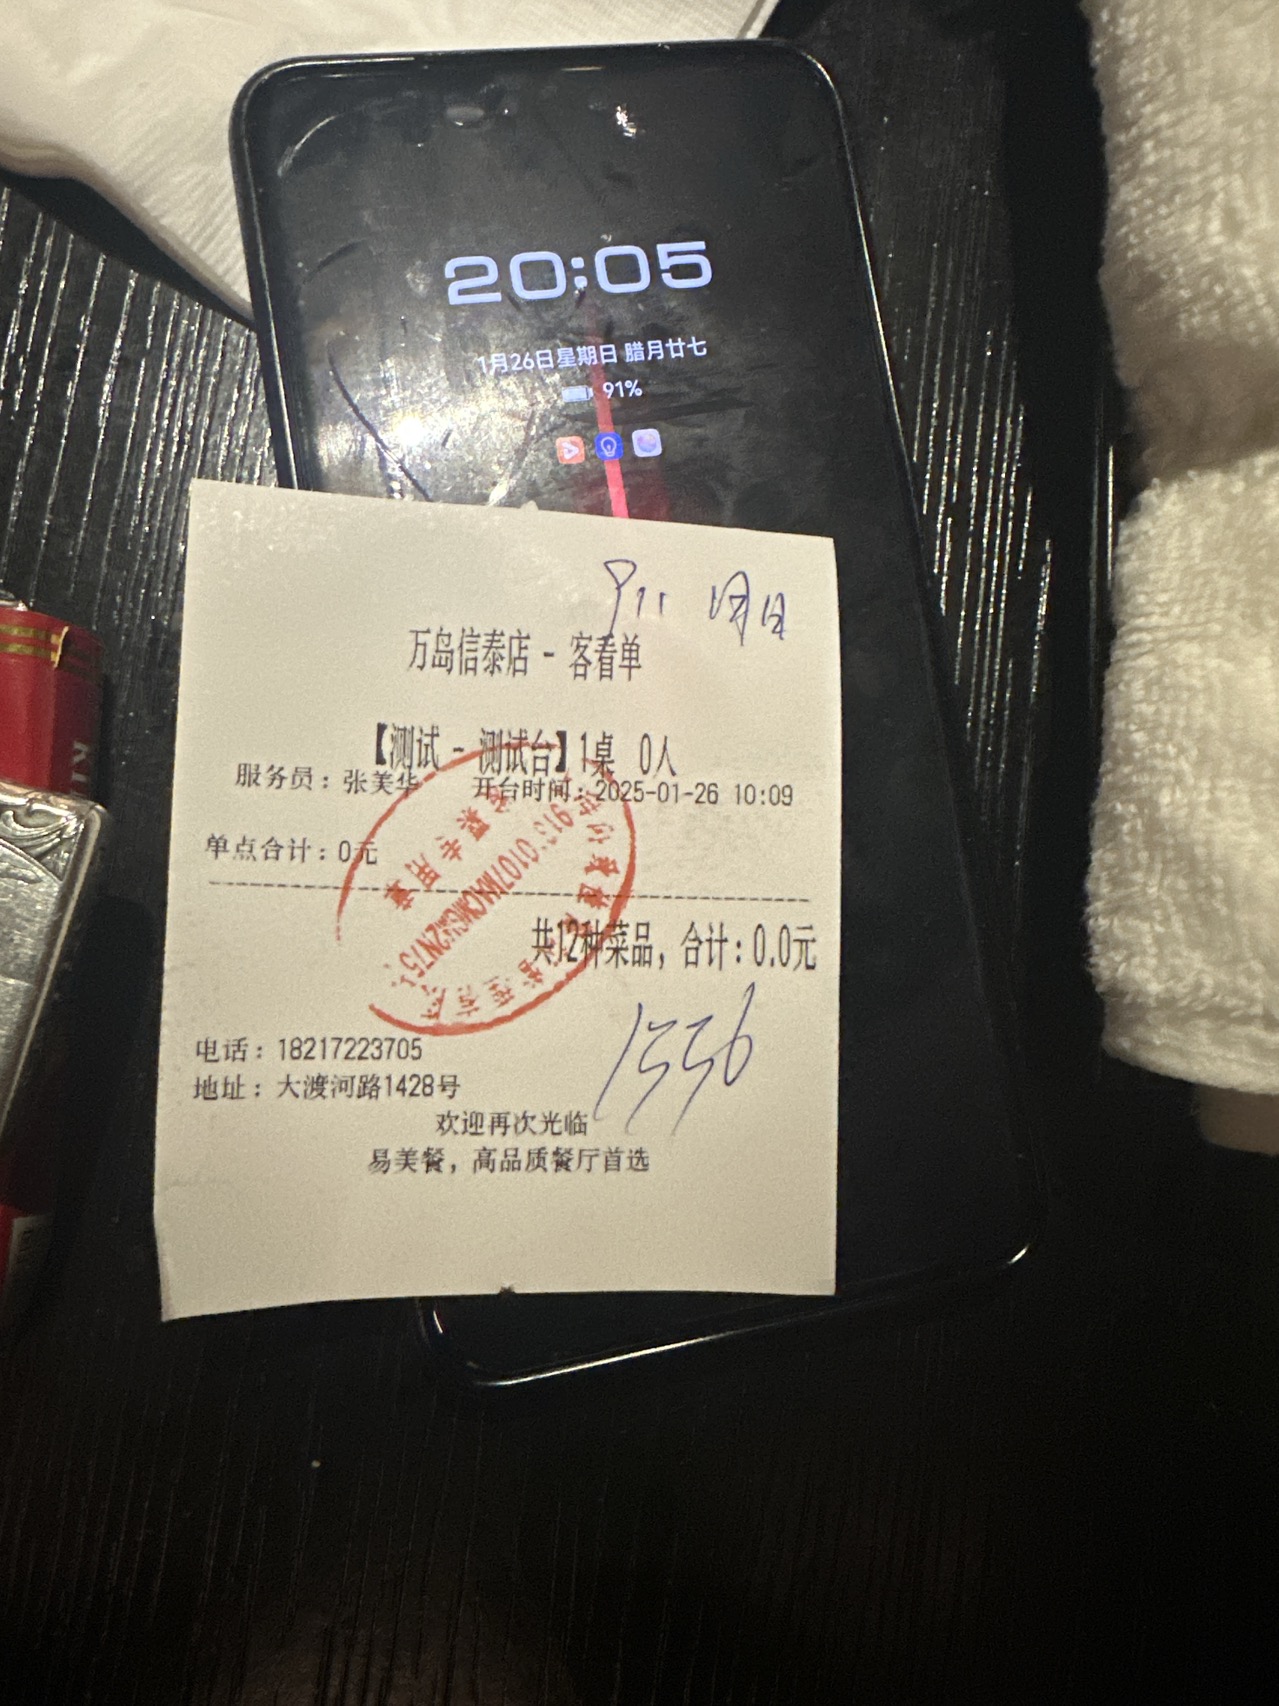 20:05
1月26日星期日 腊月廿七
91%
万岛信泰店 - 客看单
【测试 - 测试台】1桌 0人
服务员：张美华 开台时间：2025-01-26 10:09
单点合计：0元
共12种菜品，合计：0.0元
1556
电话：18217223705
地址：大渡河路1428号
欢迎再次光临
易美餐，高品质餐厅首选